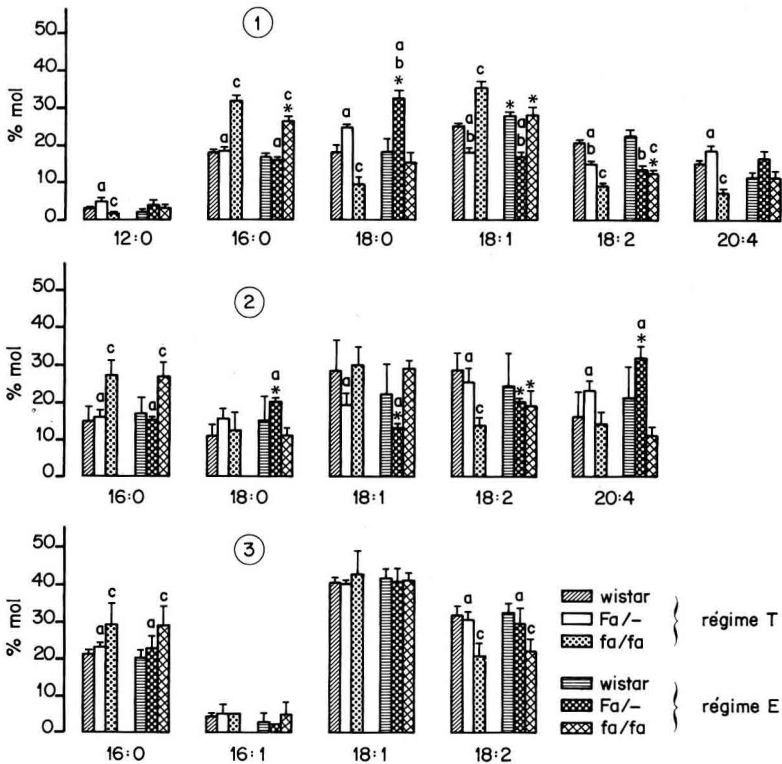 1
% mol
50
40
30
20
10
0
a c
a c a c *
a c a b *
a b c * a b *
a b c b c *
a c
12:0 16:0 18:0 18:1 18:2 20:4
2
% mol
50
40
30
20
10
0
a c a c
a *
a a *
a c * *
a a *
16:0 18:0 18:1 18:2 20:4
3
% mol
50
40
30
20
10
0
a c a c
a c a c
16:0 16:1 18:1 18:2
wistar
Fa/-
fa/fa
régime T
wistar
Fa/-
fa/fa
régime E